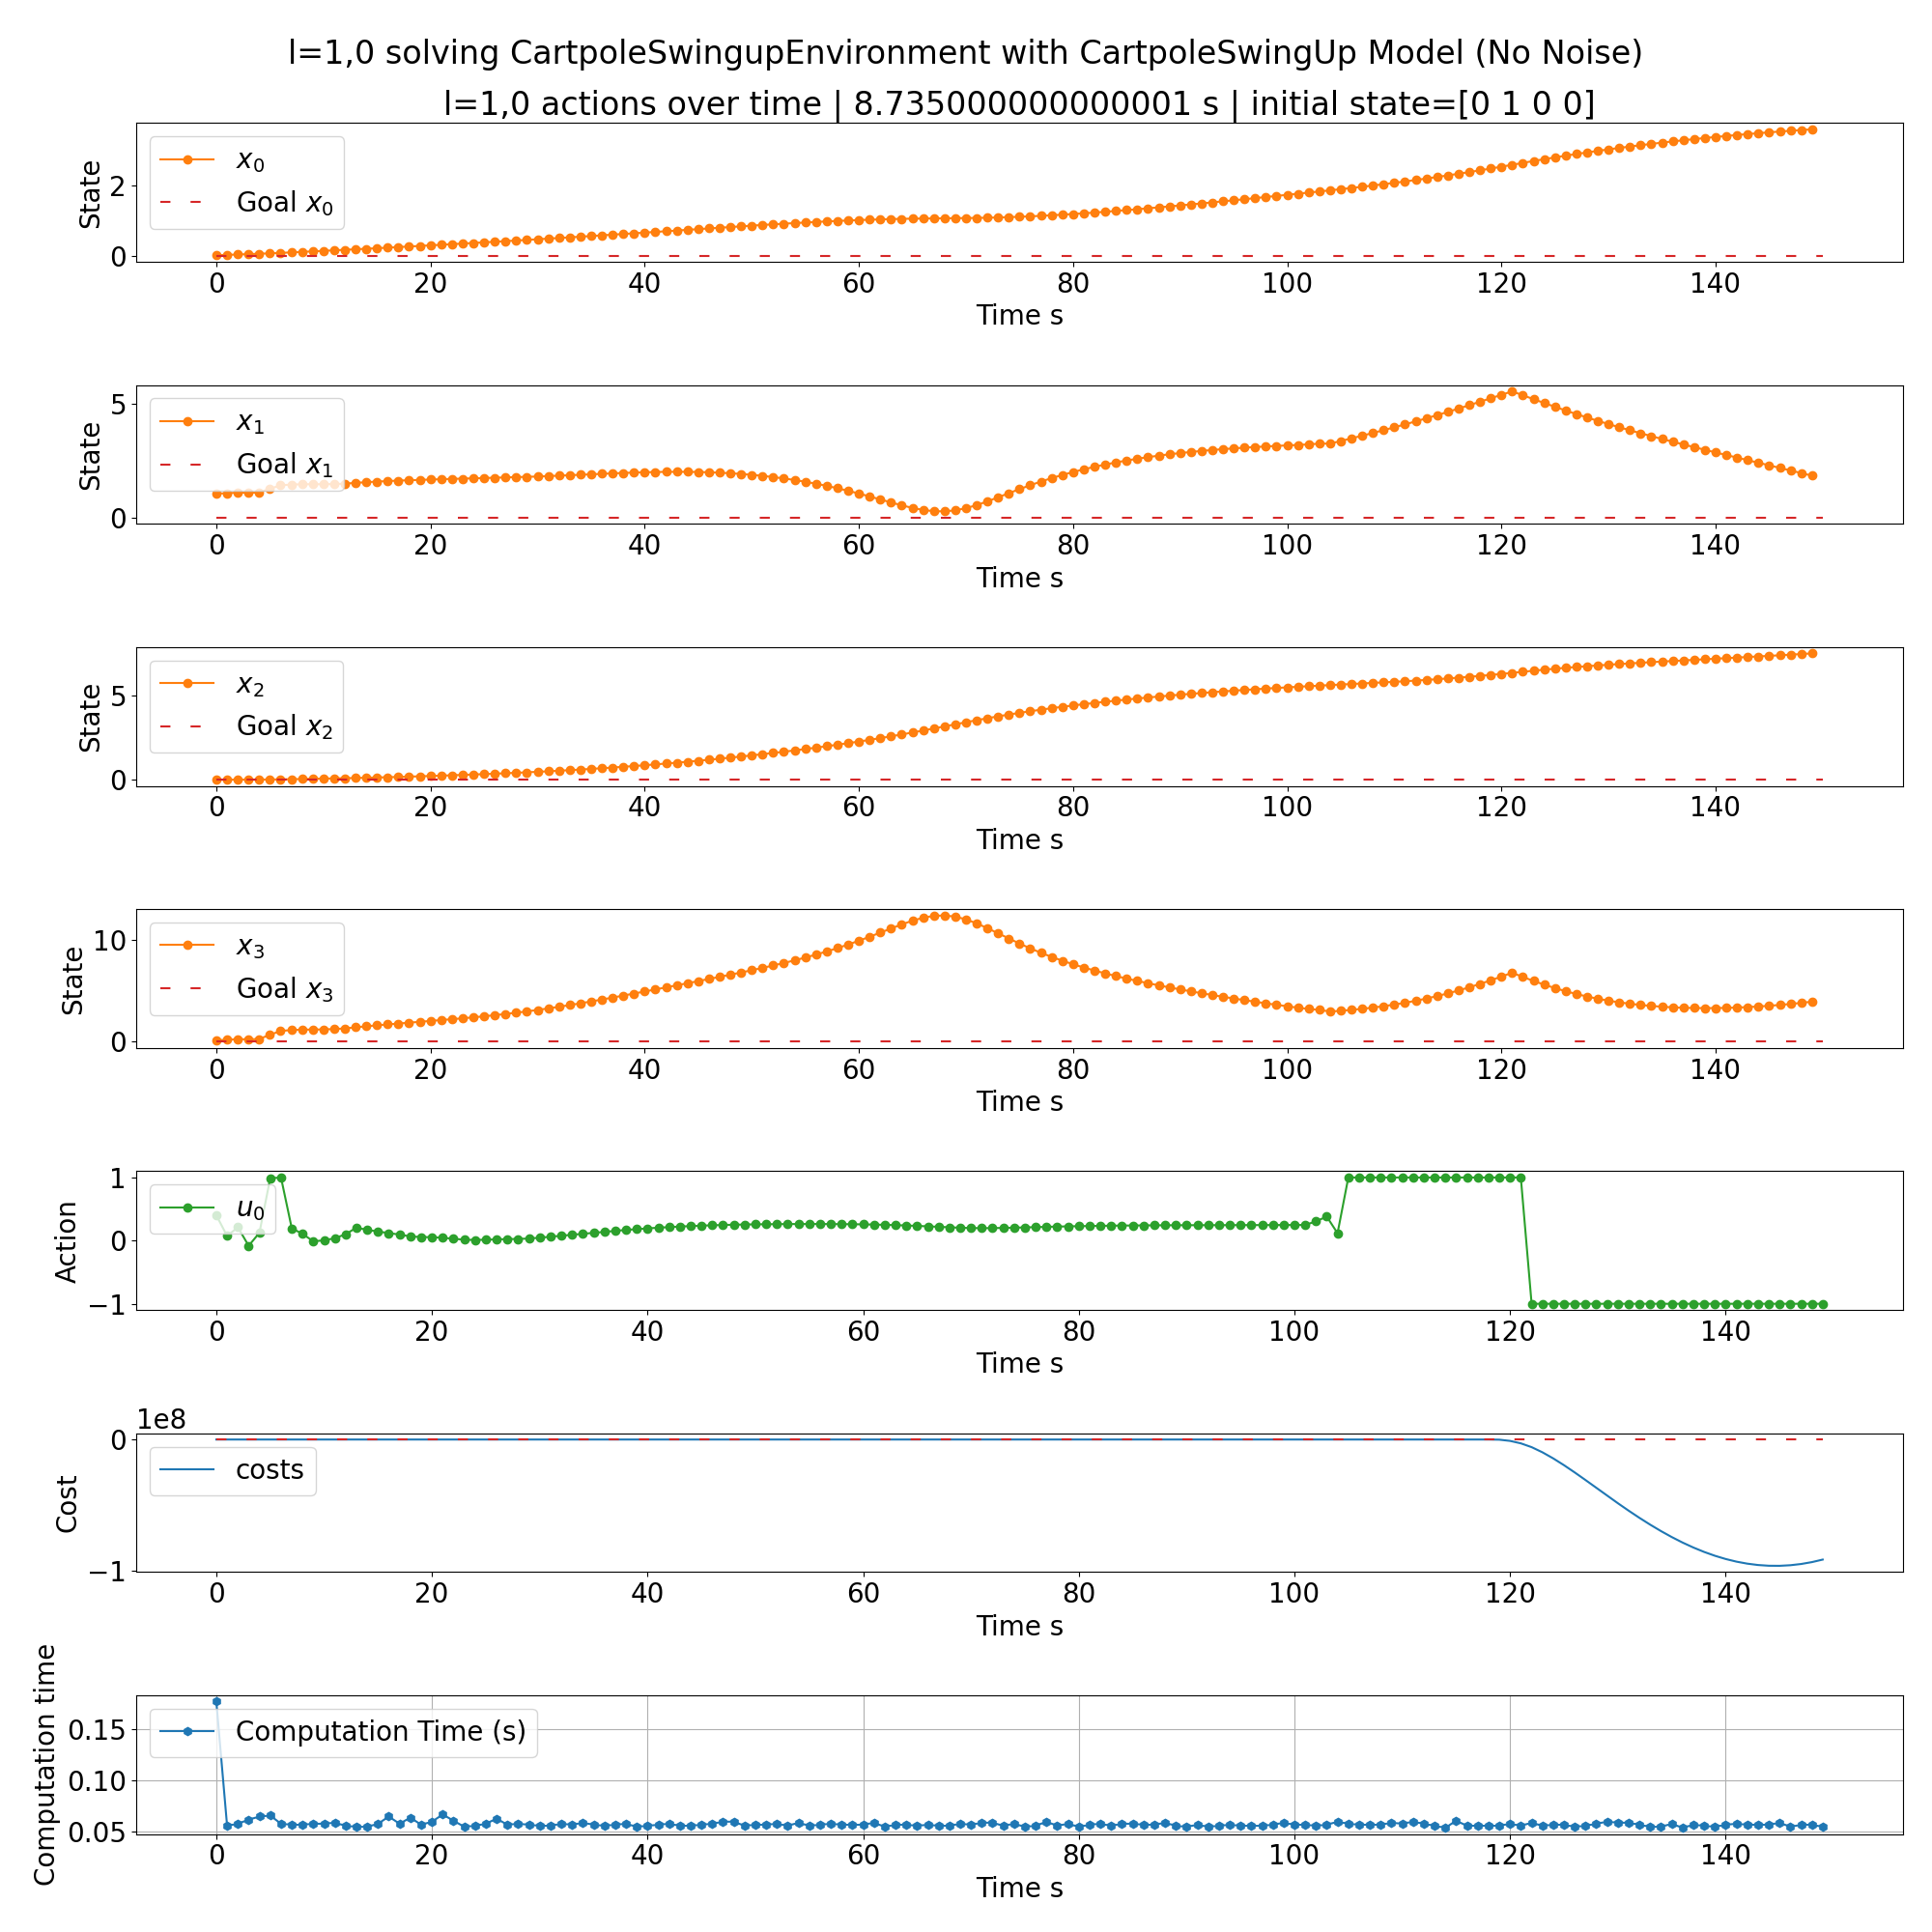 l=1,0 solving CartpoleSwingupEnvironment with CartpoleSwingUp Model (No Noise)
l=1,0 actions over time | 8.735000000000001 s | initial state=[0 1 0 0]
State
2
0
x₀
Goal x₀
0 20 40 60 80 100 120 140
Time s
State
5
0
x₁
Goal x₁
0 20 40 60 80 100 120 140
Time s
State
5
0
x₂
Goal x₂
0 20 40 60 80 100 120 140
Time s
State
10
0
x₃
Goal x₃
0 20 40 60 80 100 120 140
Time s
Action
1
0
−1
u₀
0 20 40 60 80 100 120 140
Time s
1e8
Cost
0
−1
costs
0 20 40 60 80 100 120 140
Time s
Computation time
0.15
0.10
0.05
Computation Time (s)
0 20 40 60 80 100 120 140
Time s